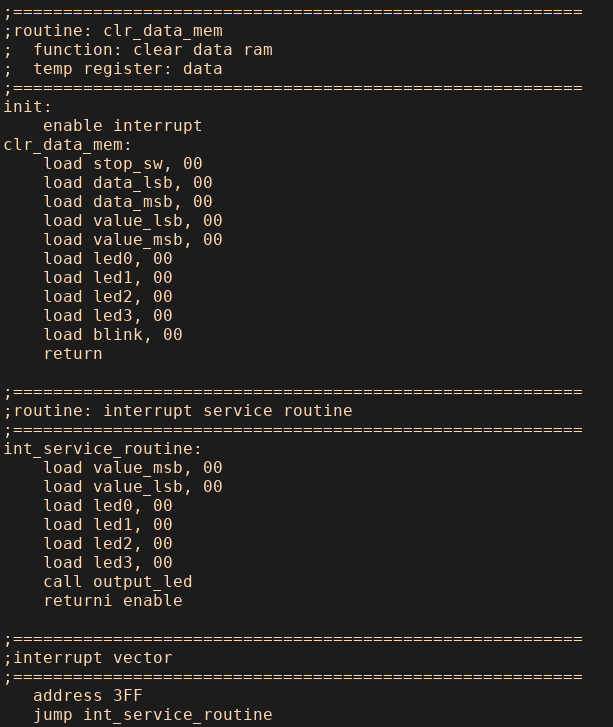 ;=========================================================
;routine: clr_data_mem
;  function: clear data ram
;  temp register: data
;=========================================================
init:
    enable interrupt
clr_data_mem:
    load stop_sw, 00
    load data_lsb, 00
    load data_msb, 00
    load value_lsb, 00
    load value_msb, 00
    load led0, 00
    load led1, 00
    load led2, 00
    load led3, 00
    load blink, 00
    return

;=========================================================
;routine: interrupt service routine
;=========================================================
int_service_routine:
    load value_msb, 00
    load value_lsb, 00
    load led0, 00
    load led1, 00
    load led2, 00
    load led3, 00
    call output_led
    returni enable

;=========================================================
;interrupt vector
;=========================================================
   address 3FF
   jump int_service_routine